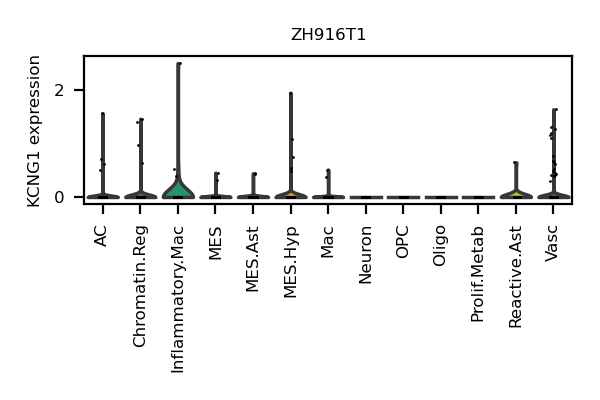 ZH916T1
KCNG1 expression
2
0
AC
Chromatin.Reg
Inflammatory.Mac
MES
MES.Ast
MES.Hyp
Mac
Neuron
OPC
Oligo
Prolif.Metab
Reactive.Ast
Vasc